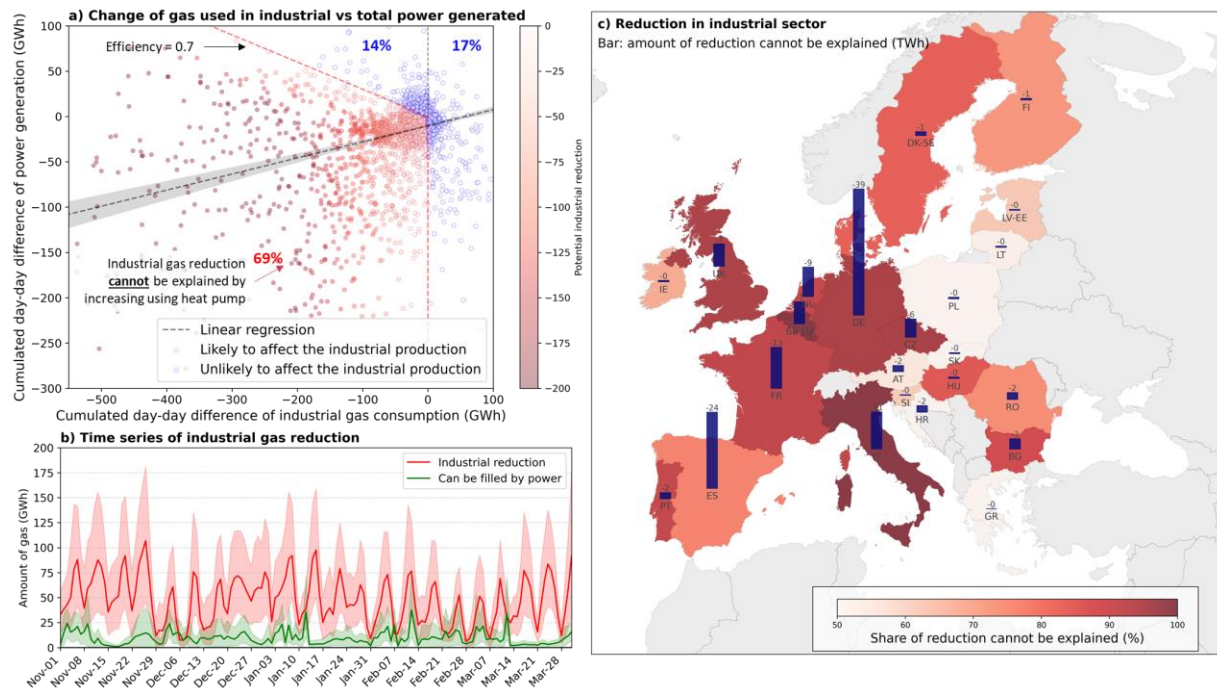 a) Change of gas used in industrial vs total power generated
Cumulated day-day difference of power generation (GWh)
100
50
0
−50
−100
−150
−200
−250
−300
Efficiency = 0.7
14%
17%
69%
Industrial gas reduction
cannot be explained by
increasing using heat pump
Linear regression
Likely to affect the industrial production
Unlikely to affect the industrial production
−500
−400
−300
−200
−100
0
100
Cumulated day-day difference of industrial gas consumption (GWh)
0
−25
−50
−75
−100
−125
−150
−175
−200
Potential industrial reduction
b) Time series of industrial gas reduction
Amount of gas (GWh)
200
175
150
125
100
75
50
25
0
Industrial reduction
Can be filled by power
Nov-01
Nov-08
Nov-15
Nov-22
Nov-29
Dec-06
Dec-13
Dec-20
Dec-27
Jan-03
Jan-10
Jan-17
Jan-24
Jan-31
Feb-07
Feb-14
Feb-21
Feb-28
Mar-07
Mar-14
Mar-21
Mar-28
c) Reduction in industrial sector
Bar: amount of reduction cannot be explained (TWh)
-1
FI
-1
DK-SE
-39
DE
-0
LV-EE
-0
LT
-0
IE
UK
-9
NL
-0
PL
-6
CZ
-13
FR
-0
SK
-2
AT
-0
HU
-0
SI
-2
HR
-2
RO
BG
-24
ES
-2
PT
-0
GR
50
60
70
80
90
100
Share of reduction cannot be explained (%)